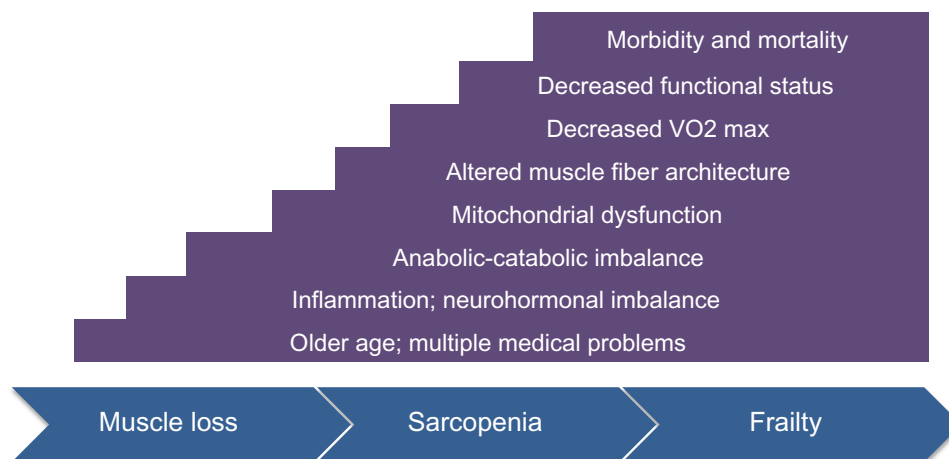 Morbidity and mortality
Decreased functional status
Decreased VO2 max
Altered muscle fiber architecture
Mitochondrial dysfunction
Anabolic-catabolic imbalance
Inflammation; neurohormonal imbalance
Older age; multiple medical problems
Muscle loss
Sarcopenia
Frailty